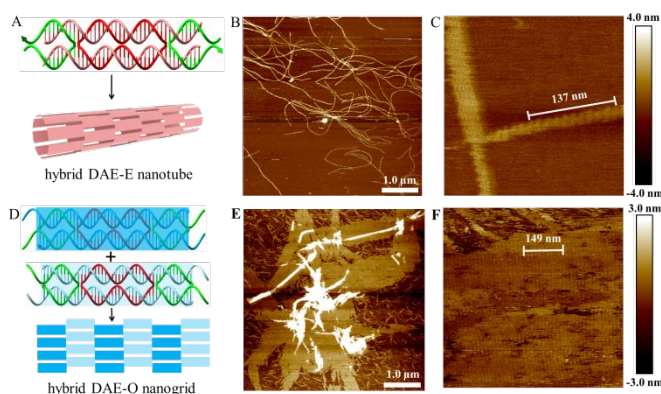 A
hybrid DAE-E nanotube
B
1.0 μm
C
137 nm
4.0 nm
-4.0 nm
D
+
hybrid DAE-O nanogrid
E
1.0 μm
F
149 nm
3.0 nm
-3.0 nm